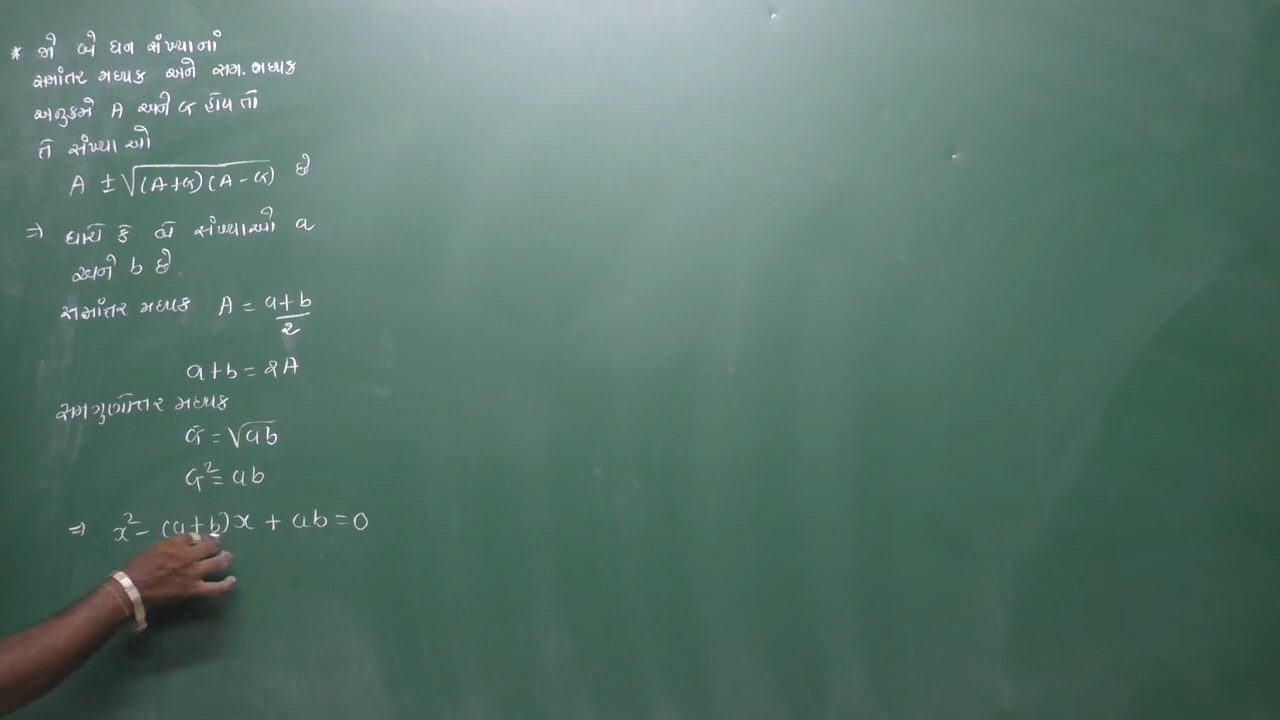 * જો બે ધન સંખ્યાનાં
સમાંતર મધ્યક અને સમ. મધ્યક
અનુક્રમે A અને G હોય તો
તે સંખ્યાઓ
A ± √(A+G)(A-G) છે
⇒ ધારો કે બે સંખ્યાઓ a
અને b છે
સમાંતર મધ્યક A = a+b/2
a+b = 2A
સમગુણોત્તર મધ્યક
G = √ab
G² = ab
⇒ x² - (a+b)x + ab = 0